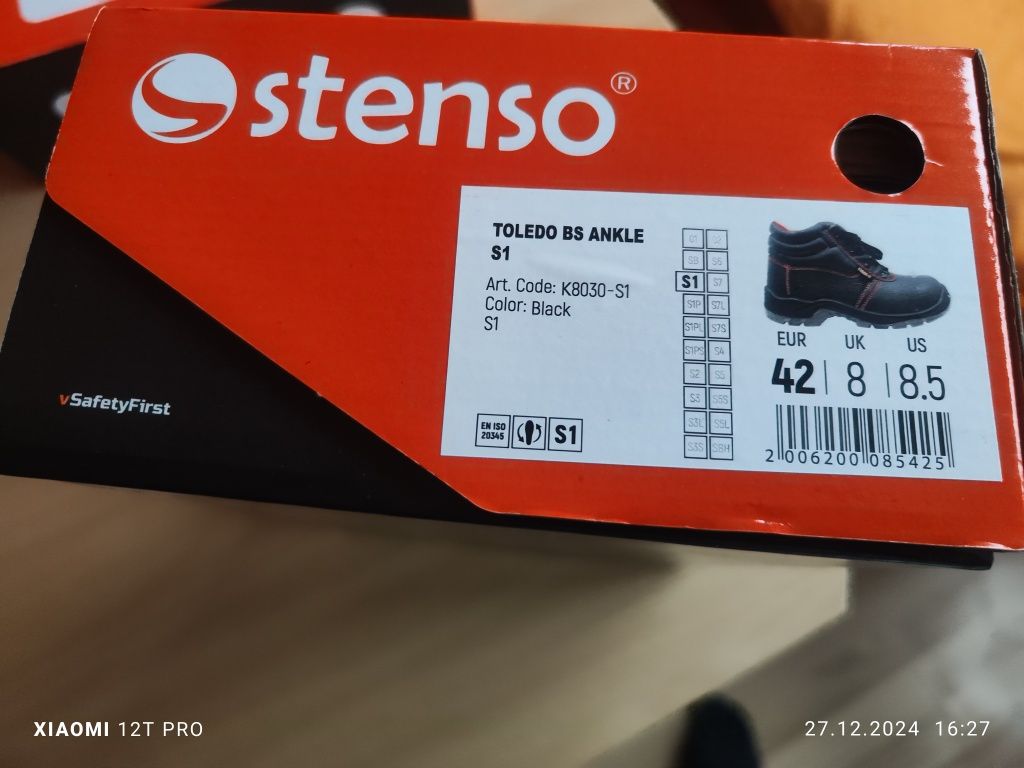 stenso®
TOLEDO BS ANKLE
S1
Art. Code: K8030-S1
Color: Black
S1
EN ISO
20345
S1
SB S6
S1 S7
S1P S7L
S1PL S7S
S1PS S4
S2 S5
S3 S5S
S3L S5L
S3S SBH
EUR UK US
42 | 8 | 8.5
2 006200 085425
vSafetyFirst
XIAOMI 12T PRO
27.12.2024 16:27